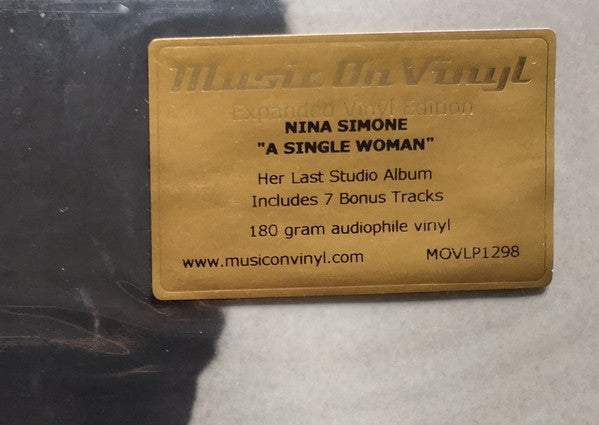 Music On Vinyl
Expanded Vinyl Edition
NINA SIMONE
"A SINGLE WOMAN"
Her Last Studio Album
Includes 7 Bonus Tracks
180 gram audiophile vinyl
www.musiconvinyl.com MOVLP1298